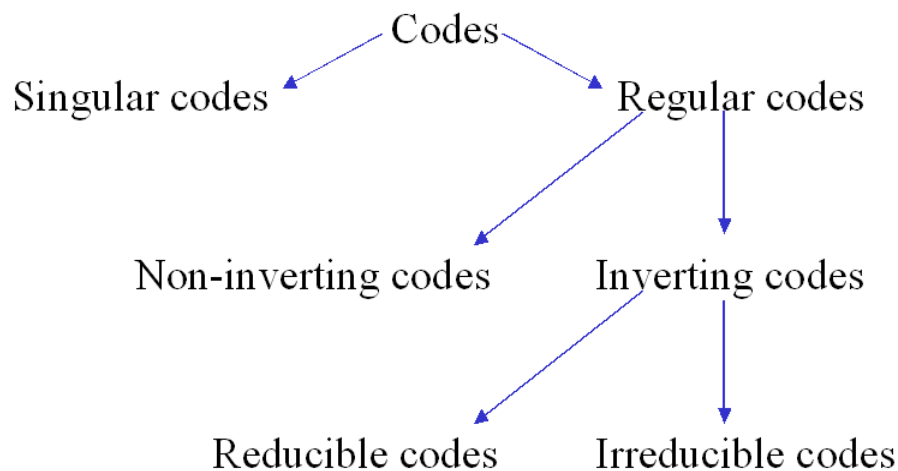 Codes
Singular codes
Regular codes
Non-inverting codes
Inverting codes
Reducible codes
Irreducible codes